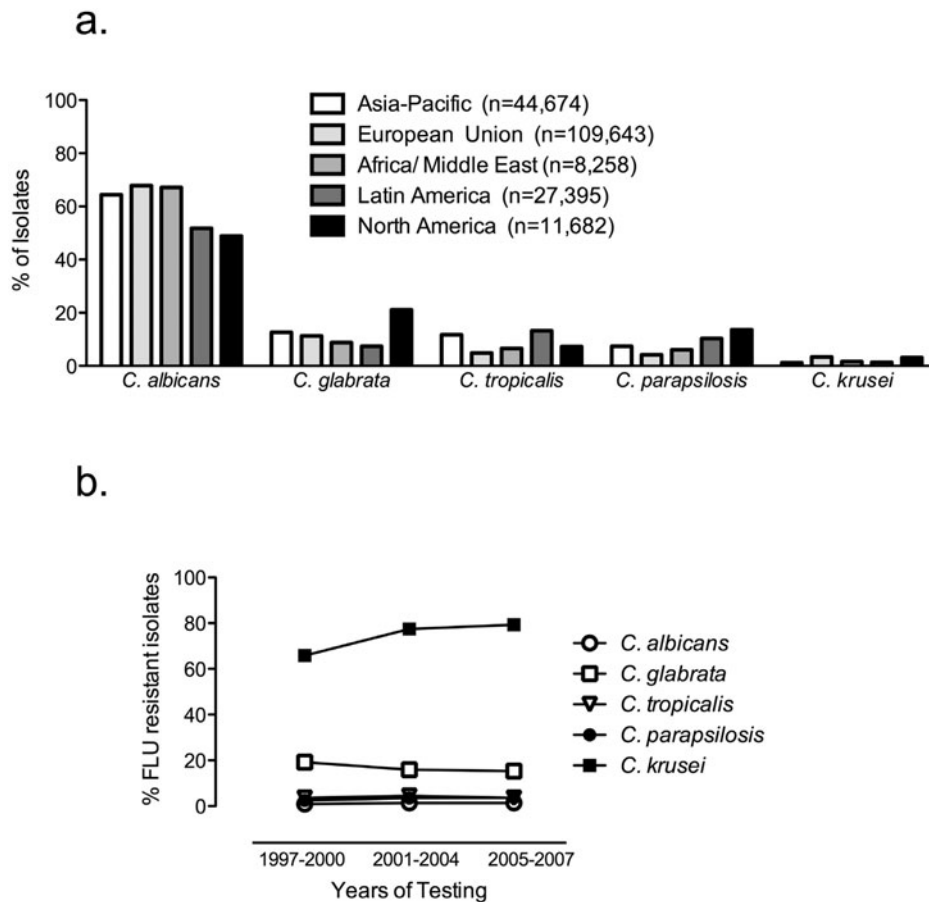 a.
100
80
60
40
20
0
% of Isolates
Asia-Pacific (n=44,674)
European Union (n=109,643)
Africa/ Middle East (n=8,258)
Latin America (n=27,395)
North America (n=11,682)
C. albicans C. glabrata C. tropicalis C. parapsilosis C. krusei
b.
100
80
60
40
20
0
% FLU resistant isolates
C. albicans
C. glabrata
C. tropicalis
C. parapsilosis
C. krusei
1997-2000 2001-2004 2005-2007
Years of Testing